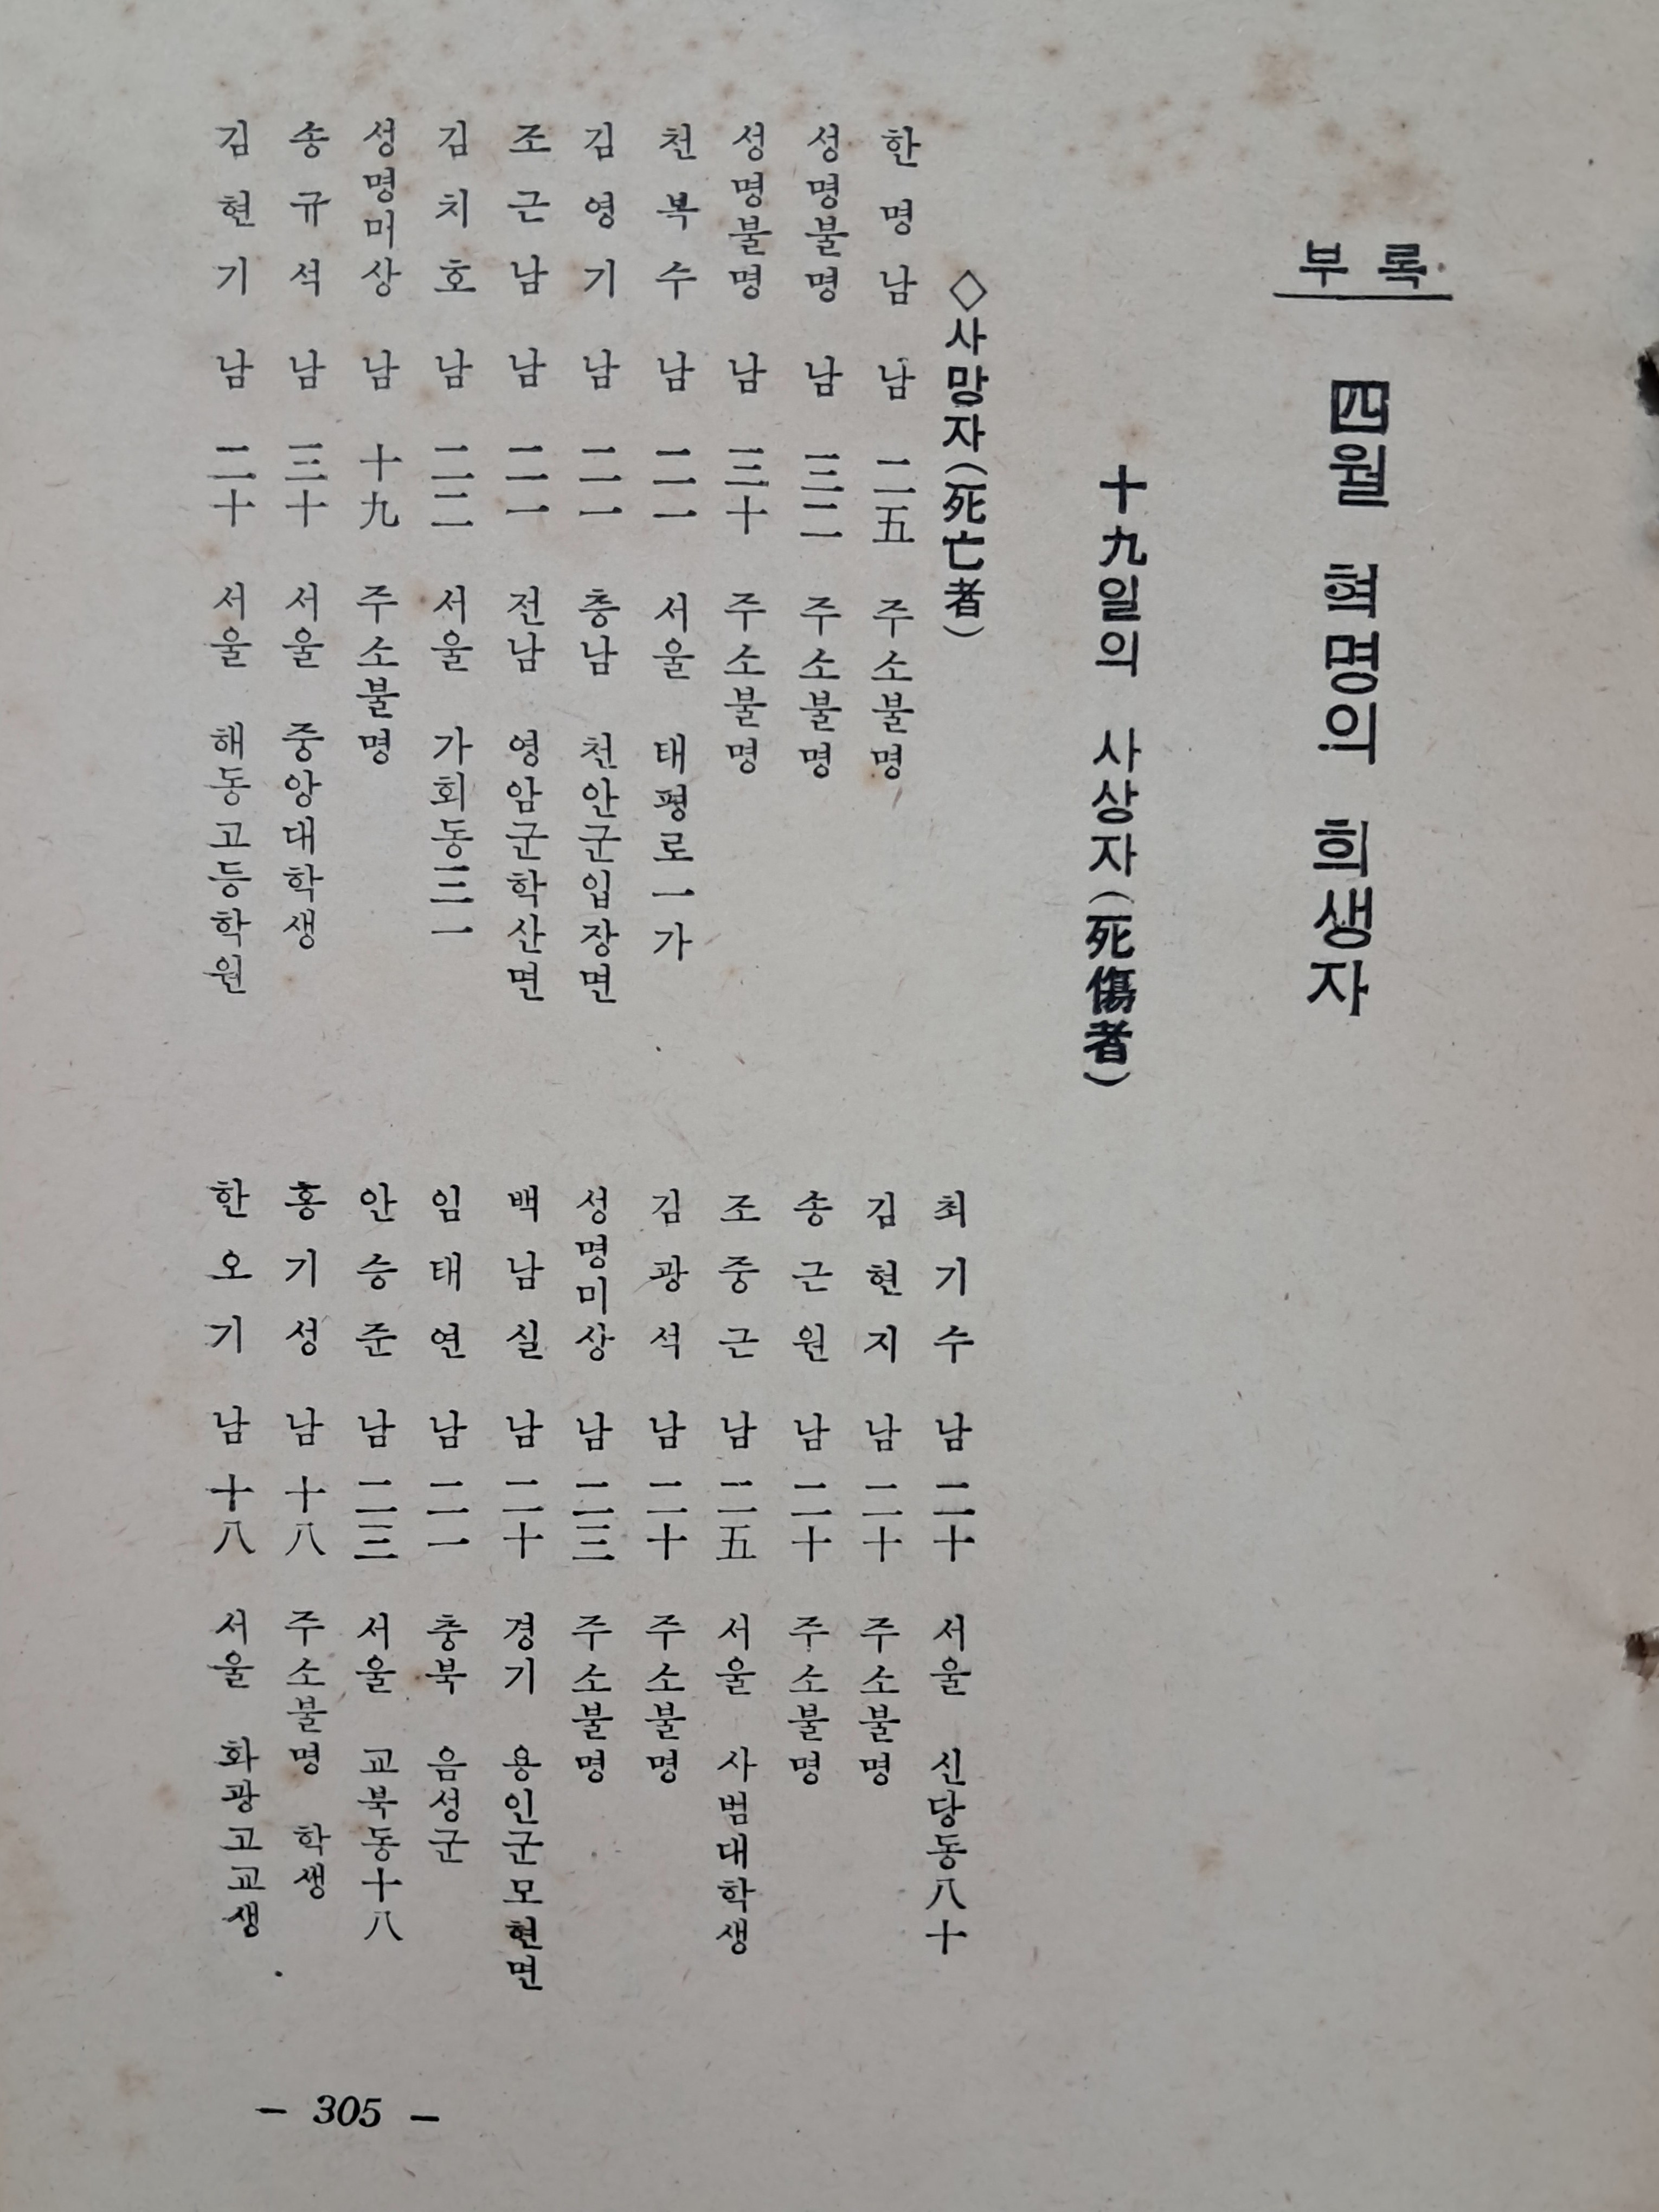 부록
四월 혁명의 희생자
十九일의 사상자(死傷者)
◇사망자(死亡者)
한명남 남 二五 주소불명
성명불명 남 三二 주소불명
성명불명 남 三十 주소불명
천복수 남 二一 서울 태평로一가
김영기 남 二一 충남 천안군입장면
조근남 남 二一 전남 영암군학산면
김치호 남 二二 서울 가회동三一
성명머상 남 十九 주소불명
송규석 남 三十 서울 중앙대학생
김현기 남 二十 서울 해동고등학원
최기수 남 二十 서울 신당동八十
김현지 남 二十 주소불명
송근원 남 二十 주소불명
조중근 남 二五 서울 사범대학생
김광석 남 二十 주소불명
성명미상 남 二三 주소불명
백남실 남 二十 경기 용인군모현면
임태연 남 二一 충북 음성군
안승준 남 二三 서울 교북동十八
홍기성 남 十八 주소불명 학생
한오기 남 十八 서울 화광고교생
- 305 -